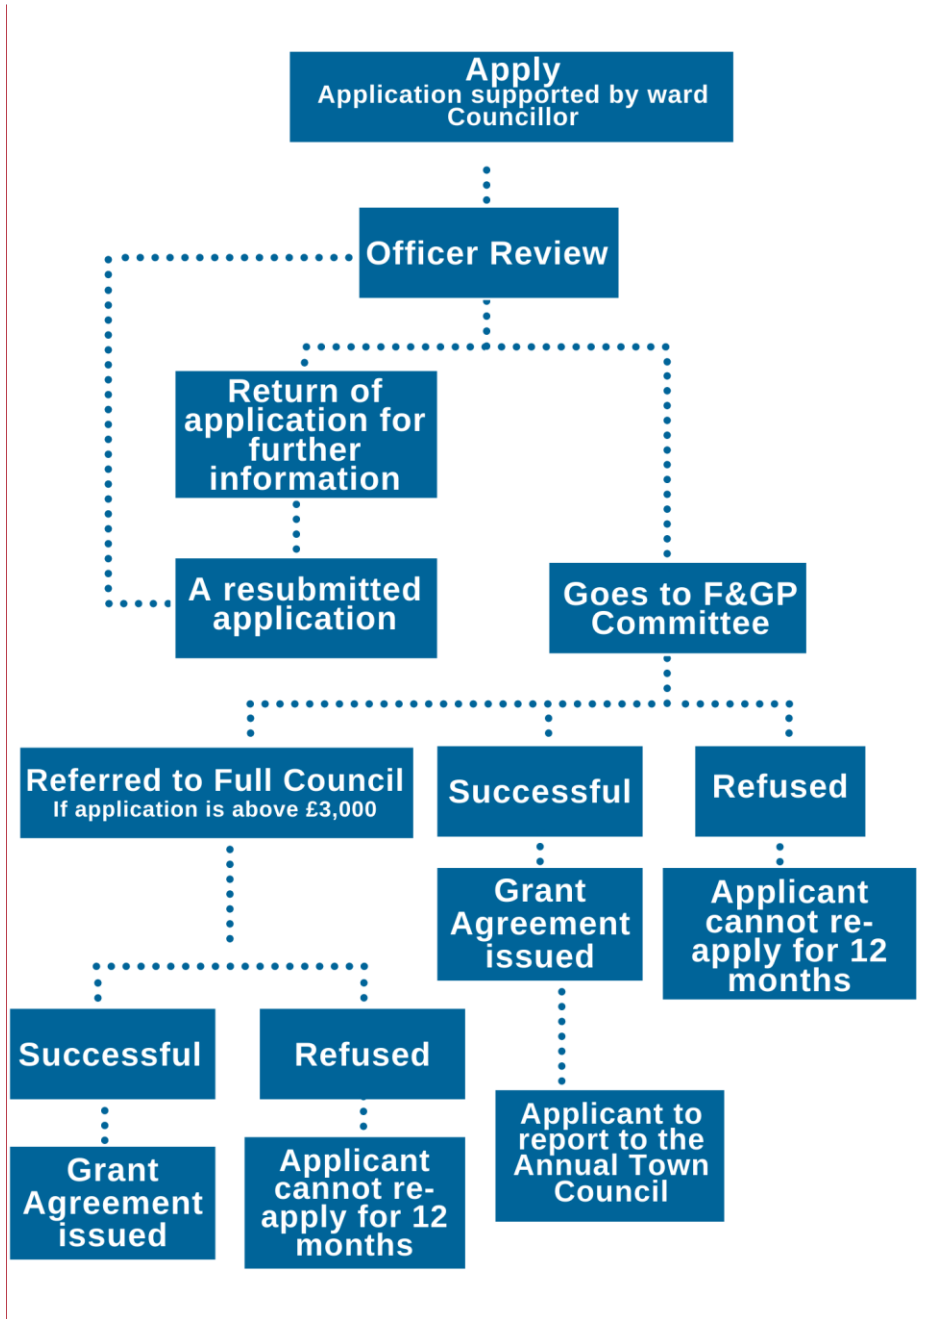 Apply
Application supported by ward
Councillor
Officer Review
Return of
application for
further
information
A resubmitted
application
Goes to F&GP
Committee
Referred to Full Council
If application is above £3,000
Successful
Refused
Grant
Agreement
issued
Applicant
cannot re-
apply for 12
months
Successful
Refused
Applicant to
report to the
Annual Town
Council
Grant
Agreement
issued
Applicant
cannot re-
apply for 12
months